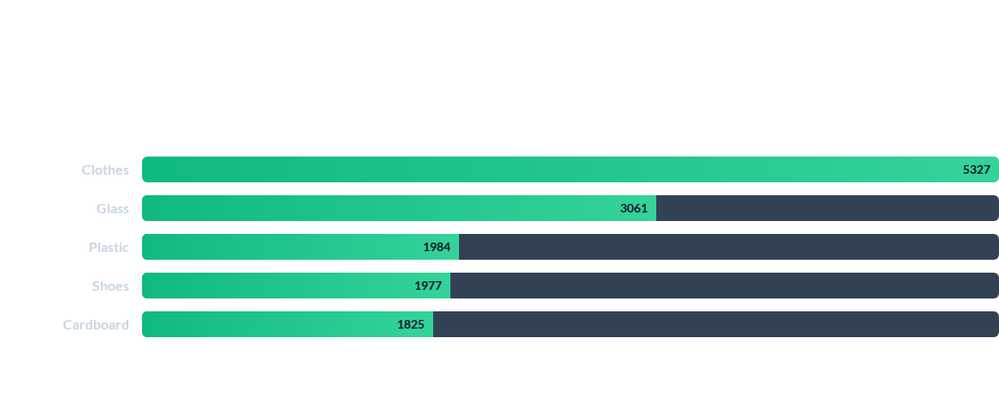 Clothes 5327
Glass 3061
Plastic 1984
Shoes 1977
Cardboard 1825